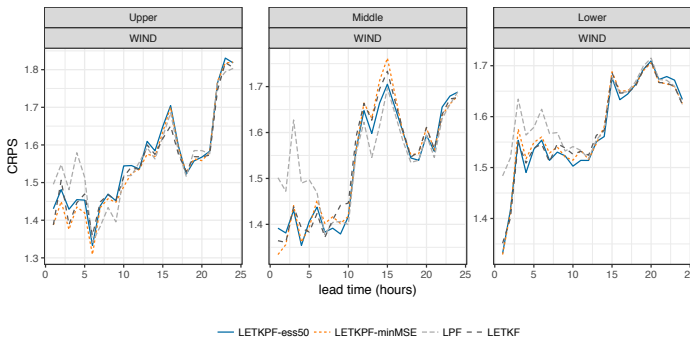 Upper
Middle
Lower
WIND
WIND
WIND
CRPS
1.8
1.7
1.6
1.5
1.4
1.3
1.7
1.6
1.5
1.4
1.7
1.6
1.5
1.4
0 5 10 15 20 25
0 5 10 15 20 25
0 5 10 15 20 25
lead time (hours)
LETKPF-ess50 LETKPF-minMSE LPF LETKF